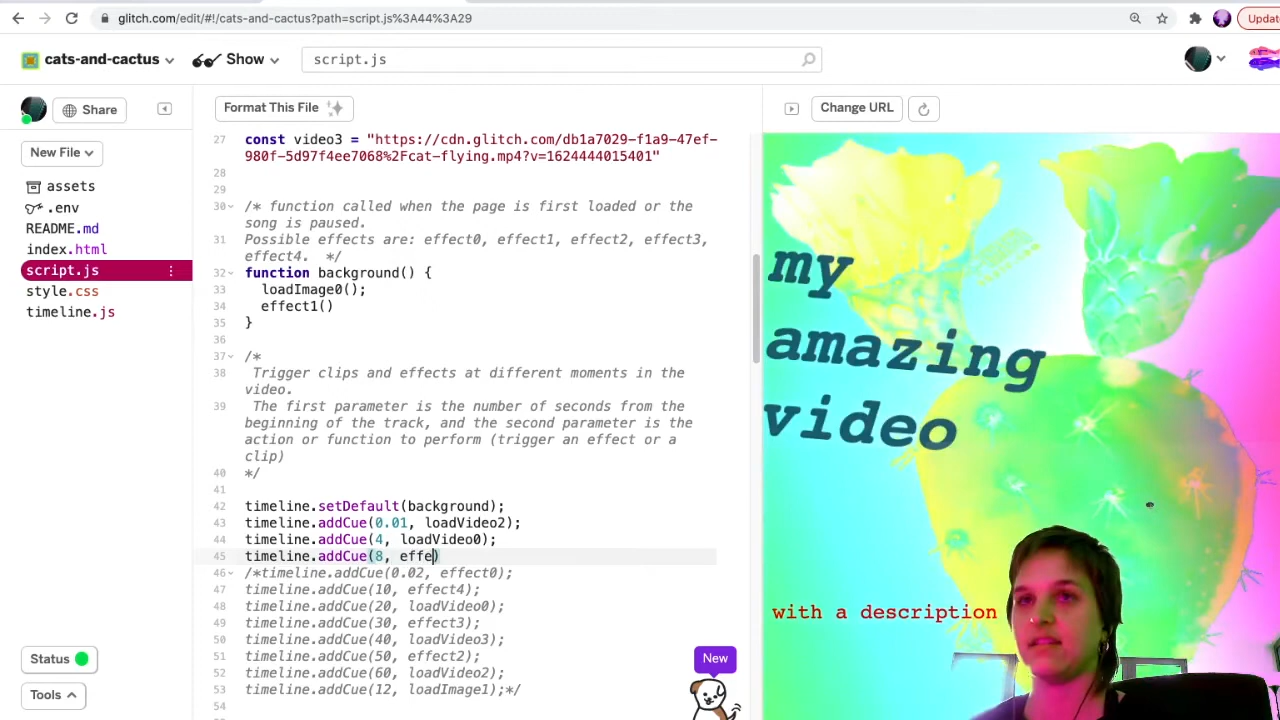 glitch.com/edit/#!/cats-and-cactus?path=script.js%3A44%3A29
Update
cats-and-cactus
Show
script.js
Share
Format This File
Change URL
New File
assets
.env
README.md
index.html
script.js
style.css
timeline.js
Status
Tools
27 const video3 = "https://cdn.glitch.com/db1a7029-f1a9-47ef-
980f-5d97f4ee7068%2Fcat-flying.mp4?v=1624444015401"
28
29
30 /* function called when the page is first loaded or the
song is paused.
31 Possible effects are: effect0, effect1, effect2, effect3,
effect4.  */
32 function background() {
33 loadImage0();
34 effect1()
35 }
36
37 /*
38 Trigger clips and effects at different moments in the
video.
39 The first parameter is the number of seconds from the
beginning of the track, and the second parameter is the
action or function to perform (trigger an effect or a
clip)
40 */
41
42 timeline.setDefault(background);
43 timeline.addCue(0.01, loadVideo2);
44 timeline.addCue(4, loadVideo0);
45 timeline.addCue(8, effe)
46 /*timeline.addCue(0.02, effect0);
47 timeline.addCue(10, effect4);
48 timeline.addCue(20, loadVideo0);
49 timeline.addCue(30, effect3);
50 timeline.addCue(40, loadVideo3);
51 timeline.addCue(50, effect2);
52 timeline.addCue(60, loadVideo2);
53 timeline.addCue(12, loadImage1);*/
54
New
my
amazing
video
with a description